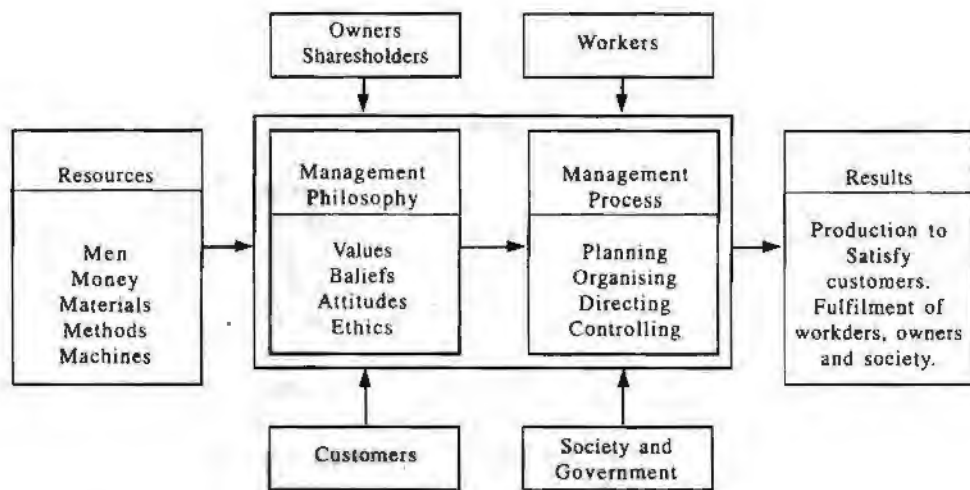 Owners
Sharesholders
Workers
Resources
Men
Money
Materials
Methods
Machines
Management
Philosophy
Values
Baliefs
Attitudes
Ethics
Management
Process
Planning
Organising
Directing
Controlling
Results
Production to
Satisfy
customers.
Fulfilment of
workders, owners
and society.
Customers
Society and
Government